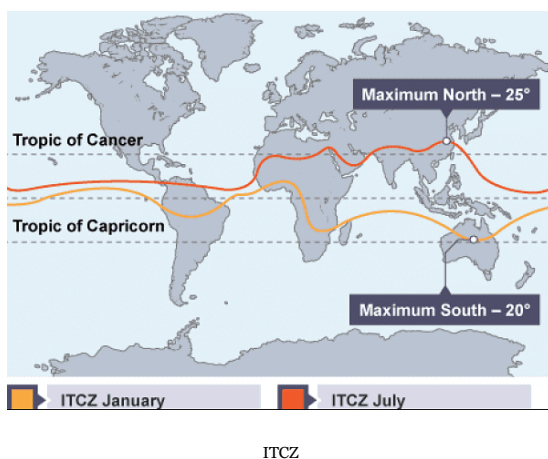 Maximum North – 25°
Tropic of Cancer
Tropic of Capricorn
Maximum South – 20°
ITCZ January
ITCZ July
ITCZ